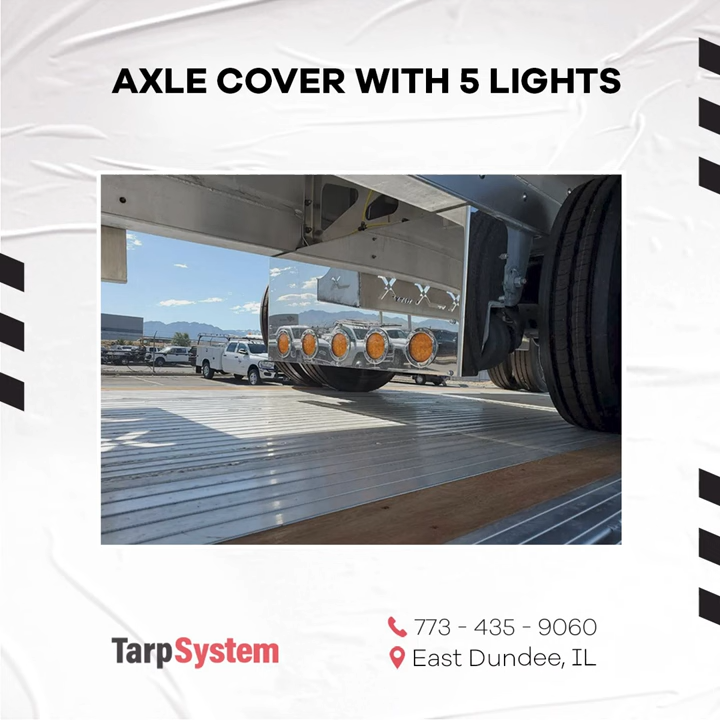 AXLE COVER WITH 5 LIGHTS
773 - 435 - 9060
TarpSystem
East Dundee, IL